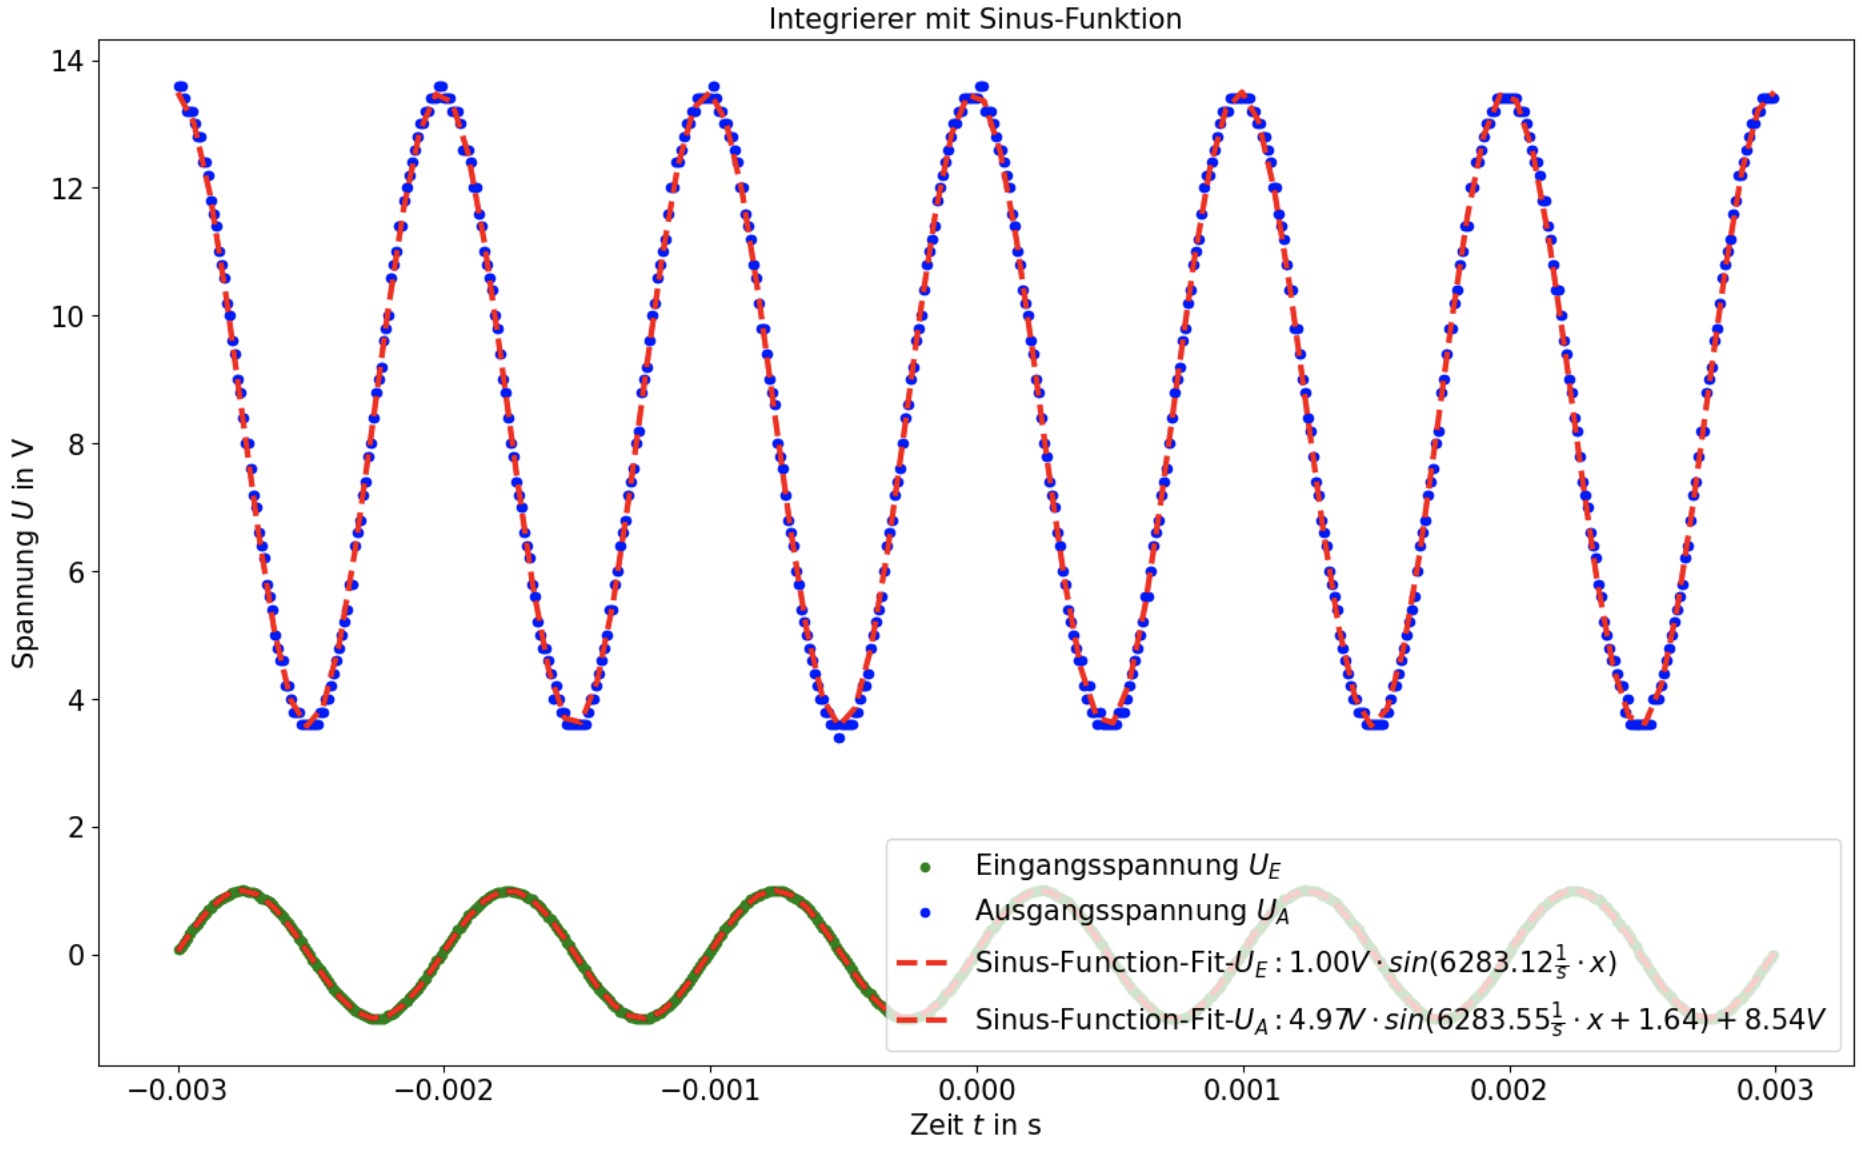 Integrierer mit Sinus-Funktion
14
12
10
8
6
4
2
0
Spannung U in V
Eingangsspannung U_E
Ausgangsspannung U_A
Sinus-Function-Fit-U_E : 1.00V · sin(6283.12 1/s · x)
Sinus-Function-Fit-U_A : 4.97V · sin(6283.55 1/s · x + 1.64) + 8.54V
−0.003 −0.002 −0.001 0.000 0.001 0.002 0.003
Zeit t in s